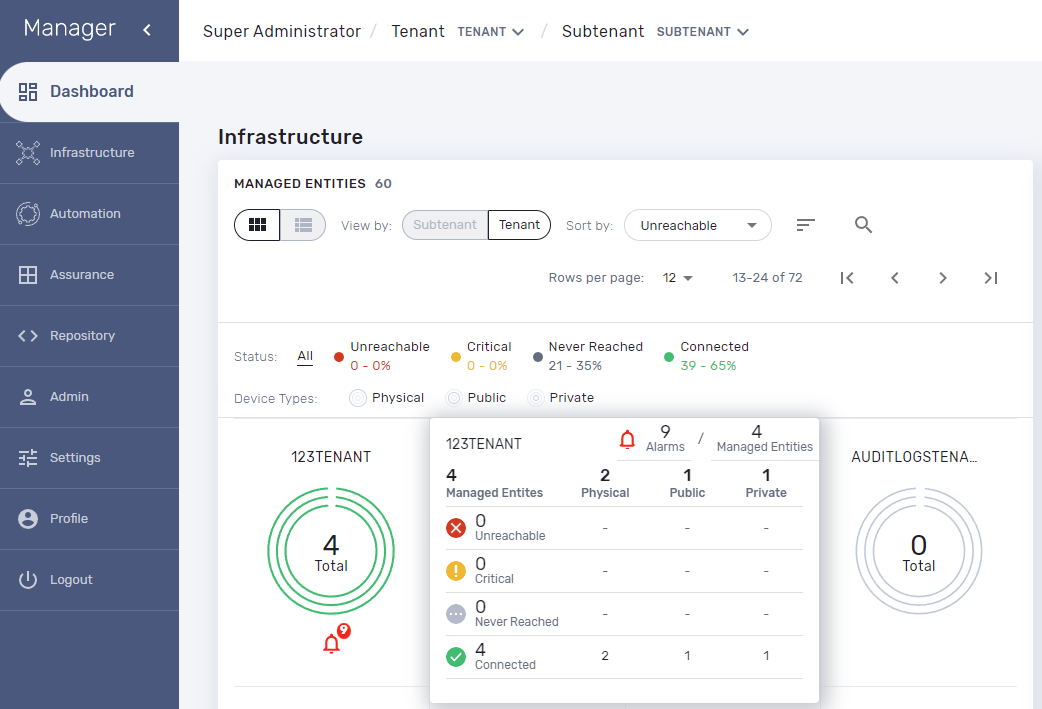 Manager
Super Administrator / Tenant TENANT / Subtenant SUBTENANT
Dashboard
Infrastructure
Automation
Assurance
Repository
Admin
Settings
Profile
Logout
Infrastructure
MANAGED ENTITIES 60
View by: Subtenant Tenant Sort by: Unreachable
Rows per page: 12 13-24 of 72
Status: All
Unreachable
0 - 0%
Critical
0 - 0%
Never Reached
21 - 35%
Connected
39 - 65%
Device Types: Physical Public Private
123TENANT
4
Total
9
123TENANT
9
Alarms
/
4
Managed Entities
4
Managed Entites
2
Physical
1
Public
1
Private
0
Unreachable
- - -
0
Critical
- - -
0
Never Reached
- - -
4
Connected
2 1 1
AUDITLOGSTENA...
0
Total